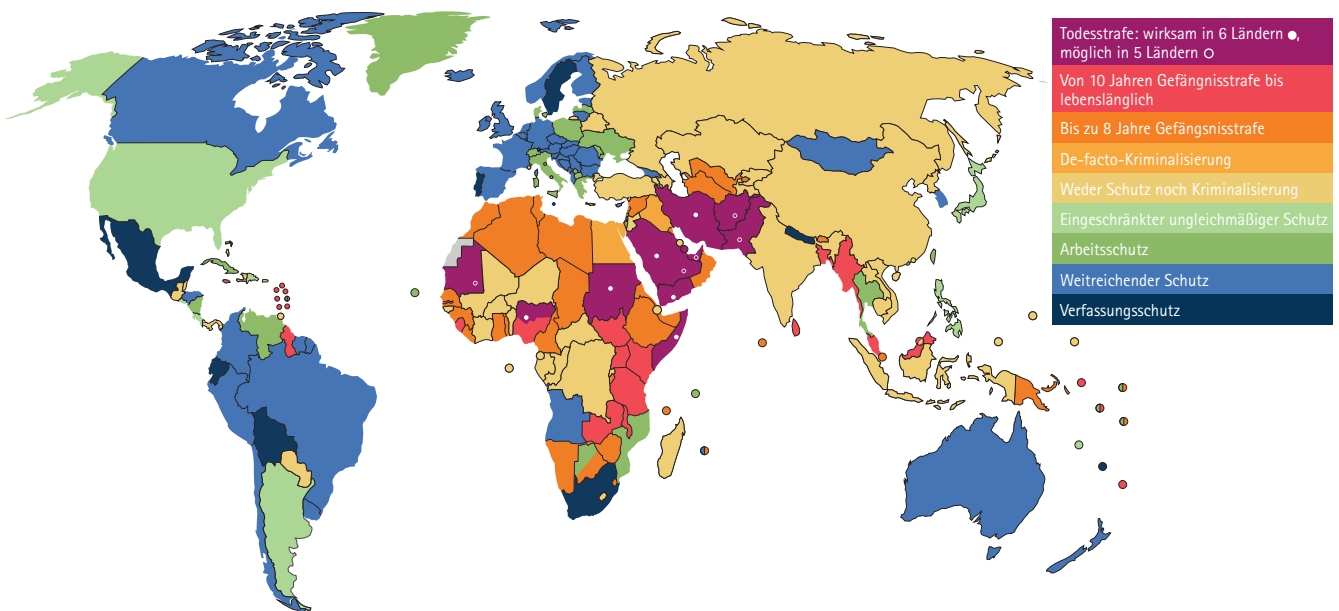 Todesstrafe: wirksam in 6 Ländern ●,
möglich in 5 Ländern ○
Von 10 Jahren Gefängnisstrafe bis
lebenslänglich
Bis zu 8 Jahre Gefängsnisstrafe
De-facto-Kriminalisierung
Weder Schutz noch Kriminalisierung
Eingeschränkter ungleichmäßiger Schutz
Arbeitsschutz
Weitreichender Schutz
Verfassungsschutz